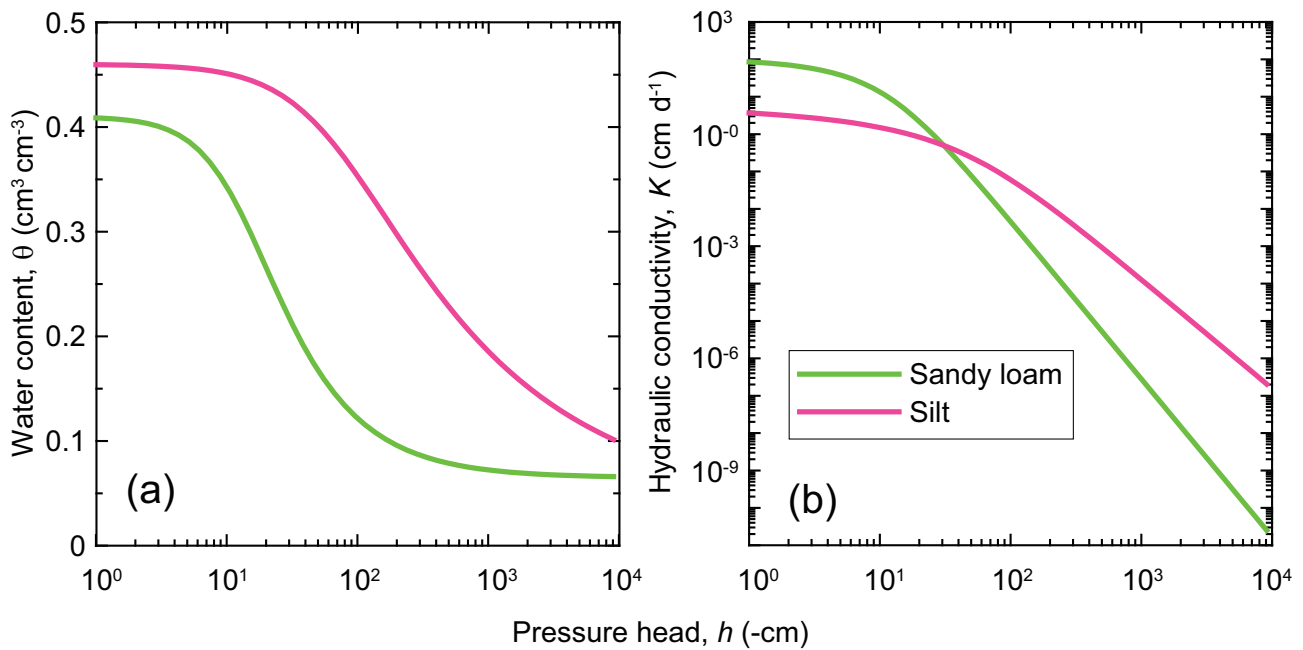 Water content, θ (cm³ cm⁻³)
0.5
0.4
0.3
0.2
0.1
0
(a)
10⁰ 10¹ 10² 10³ 10⁴
Hydraulic conductivity, K (cm d⁻¹)
10³
10⁻⁰
10⁻³
10⁻⁶
10⁻⁹
Sandy loam
Silt
(b)
10⁰ 10¹ 10² 10³ 10⁴
Pressure head, h (-cm)